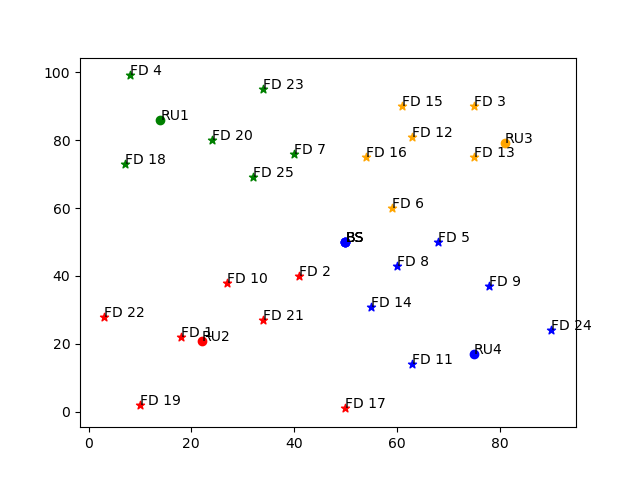 100
80
60
40
20
0
0
20
40
60
80
FD 4
FD 23
RU1
FD 15
FD 3
FD 20
FD 12
RU3
FD 18
FD 7
FD 16
FD 13
FD 25
FD 6
BS
FD 5
FD 8
FD 2
FD 10
FD 9
FD 14
FD 22
FD 21
FD 24
FD 1
RU2
RU4
FD 11
FD 19
FD 17